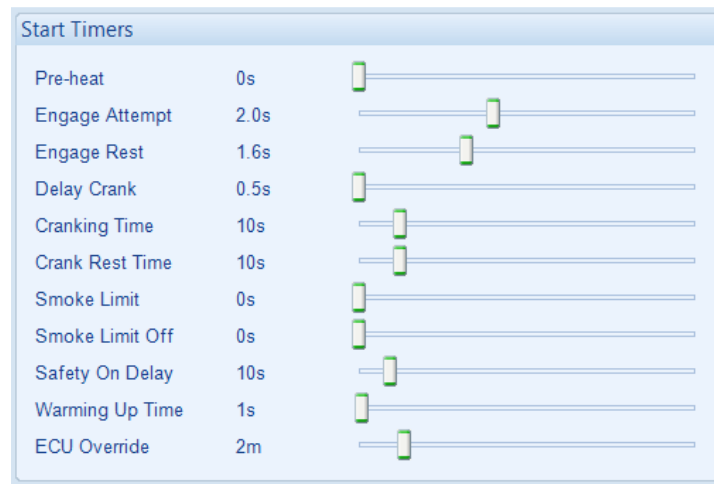 Start Timers
Pre-heat 0s
Engage Attempt 2.0s
Engage Rest 1.6s
Delay Crank 0.5s
Cranking Time 10s
Crank Rest Time 10s
Smoke Limit 0s
Smoke Limit Off 0s
Safety On Delay 10s
Warming Up Time 1s
ECU Override 2m